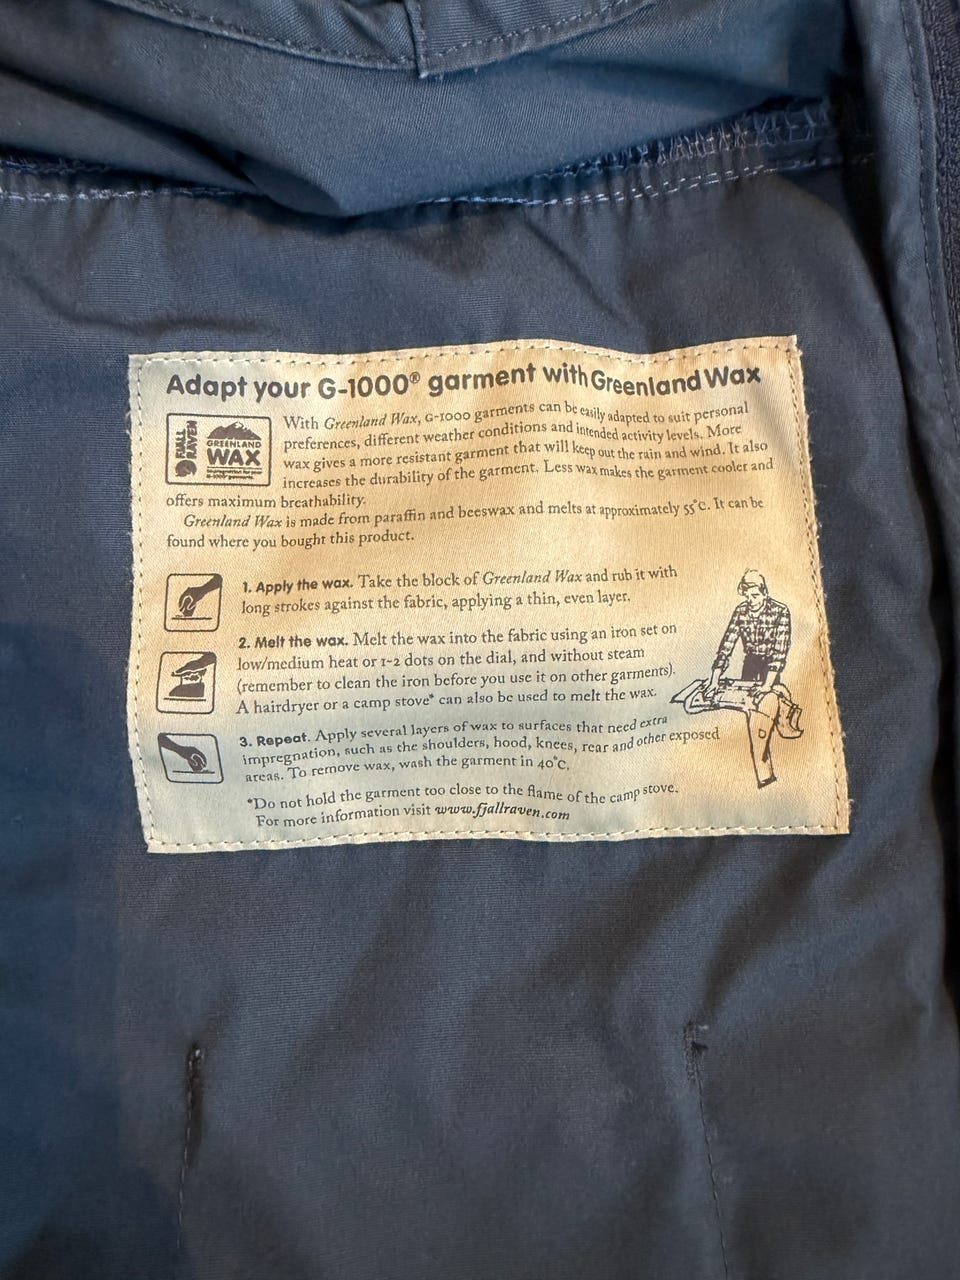 Adapt your G-1000® garment with Greenland Wax
FJÄLL
RÄVEN
GREENLAND
WAX
Impregnation for your
G-1000® garments.
With Greenland Wax, G-1000 garments can be easily adapted to suit personal
preferences, different weather conditions and intended activity levels. More
wax gives a more resistant garment that will keep out the rain and wind. It also
increases the durability of the garment. Less wax makes the garment cooler and
offers maximum breathability.
Greenland Wax is made from paraffin and beeswax and melts at approximately 55°C. It can be
found where you bought this product.
1. Apply the wax. Take the block of Greenland Wax and rub it with
long strokes against the fabric, applying a thin, even layer.
2. Melt the wax. Melt the wax into the fabric using an iron set on
low/medium heat or 1-2 dots on the dial, and without steam
(remember to clean the iron before you use it on other garments).
A hairdryer or a camp stove* can also be used to melt the wax.
3. Repeat. Apply several layers of wax to surfaces that need extra
impregnation, such as the shoulders, hood, knees, rear and other exposed
areas. To remove wax, wash the garment in 40°C.
*Do not hold the garment too close to the flame of the camp stove.
For more information visit www.fjallraven.com